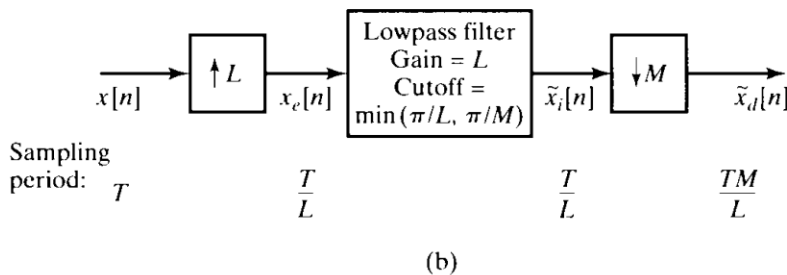 Lowpass filter
Gain = L
Cutoff =
min (π/L, π/M)
↑ L
↓ M
x[n]
x_e[n]
x̃_i[n]
x̃_d[n]
Sampling
period:
T
T/L
T/L
TM/L
(b)